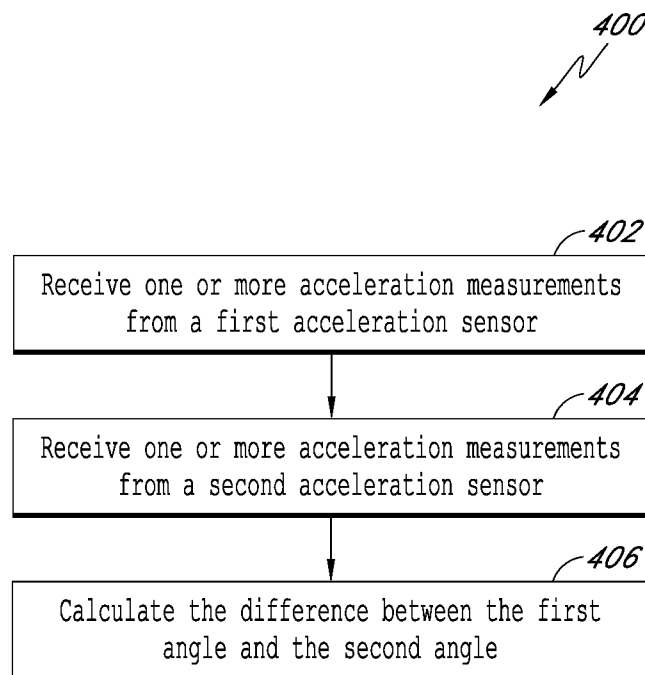 400
402
Receive one or more acceleration measurements
from a first acceleration sensor
404
Receive one or more acceleration measurements
from a second acceleration sensor
406
Calculate the difference between the first
angle and the second angle